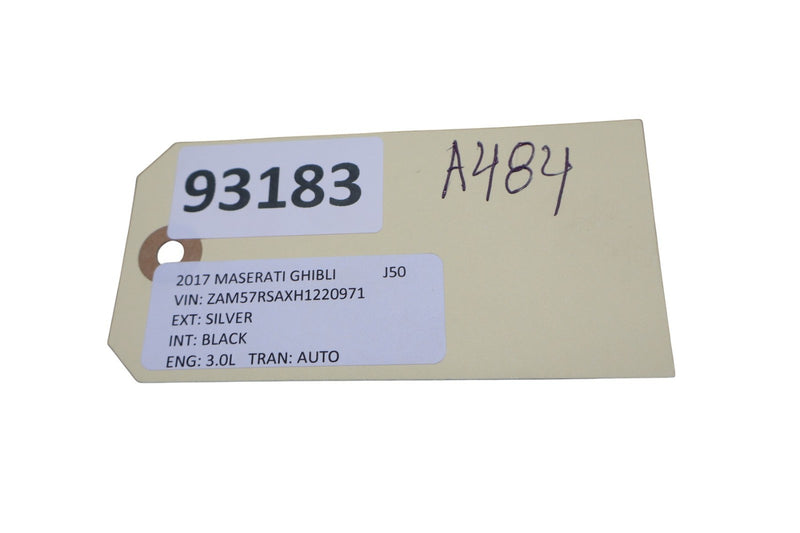 93183
A484
2017 MASERATI GHIBLI J50
VIN: ZAM57RSAXH1220971
EXT: SILVER
INT: BLACK
ENG: 3.0L TRAN: AUTO